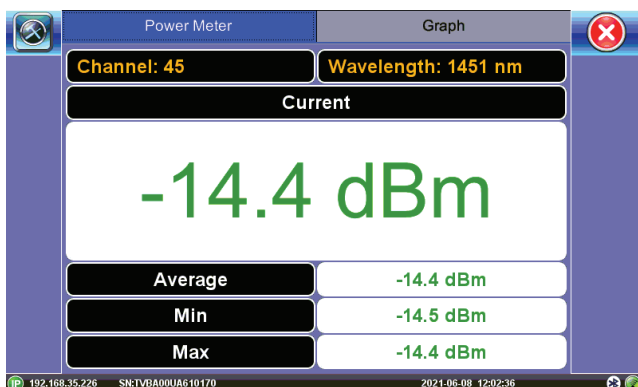 Power Meter Graph
Channel: 45 Wavelength: 1451 nm
Current
-14.4 dBm
Average -14.4 dBm
Min -14.5 dBm
Max -14.4 dBm
IP 192.168.35.226 SN:TVBA00UA610170 2021-06-08 12:02:36